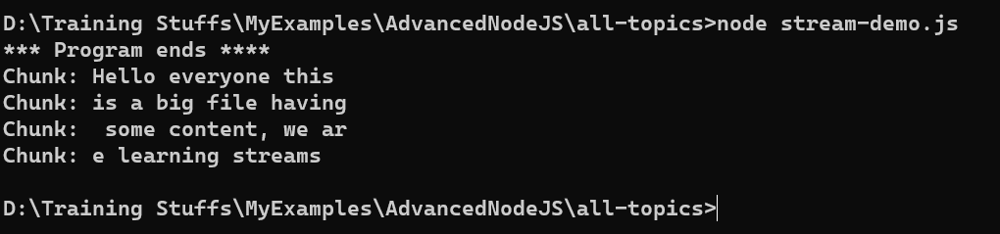 D:\Training Stuffs\MyExamples\AdvancedNodeJS\all-topics>node stream-demo.js
*** Program ends ****
Chunk: Hello everyone this
Chunk: is a big file having
Chunk:  some content, we ar
Chunk: e learning streams
D:\Training Stuffs\MyExamples\AdvancedNodeJS\all-topics>